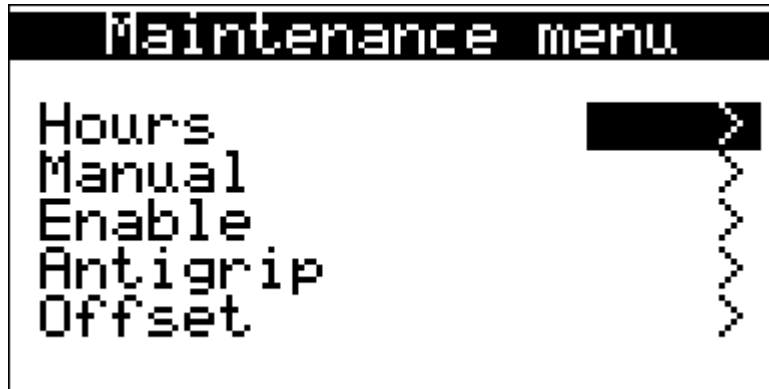 Maintenance menu
Hours >
Manual >
Enable >
Antigrip >
Offset >